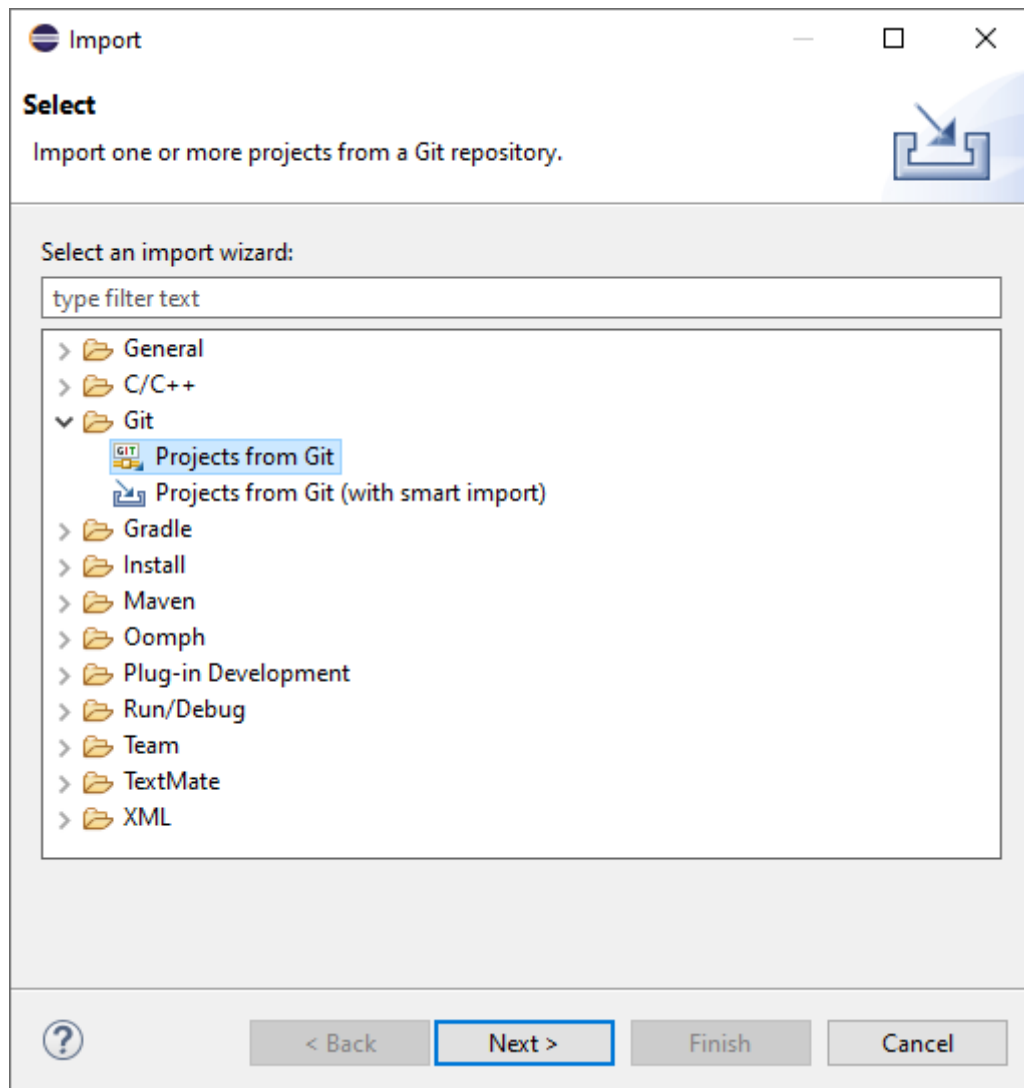 Import
Select
Import one or more projects from a Git repository.
Select an import wizard:
type filter text
General
C/C++
Git
GIT Projects from Git
Projects from Git (with smart import)
Gradle
Install
Maven
Oomph
Plug-in Development
Run/Debug
Team
TextMate
XML
? < Back Next > Finish Cancel